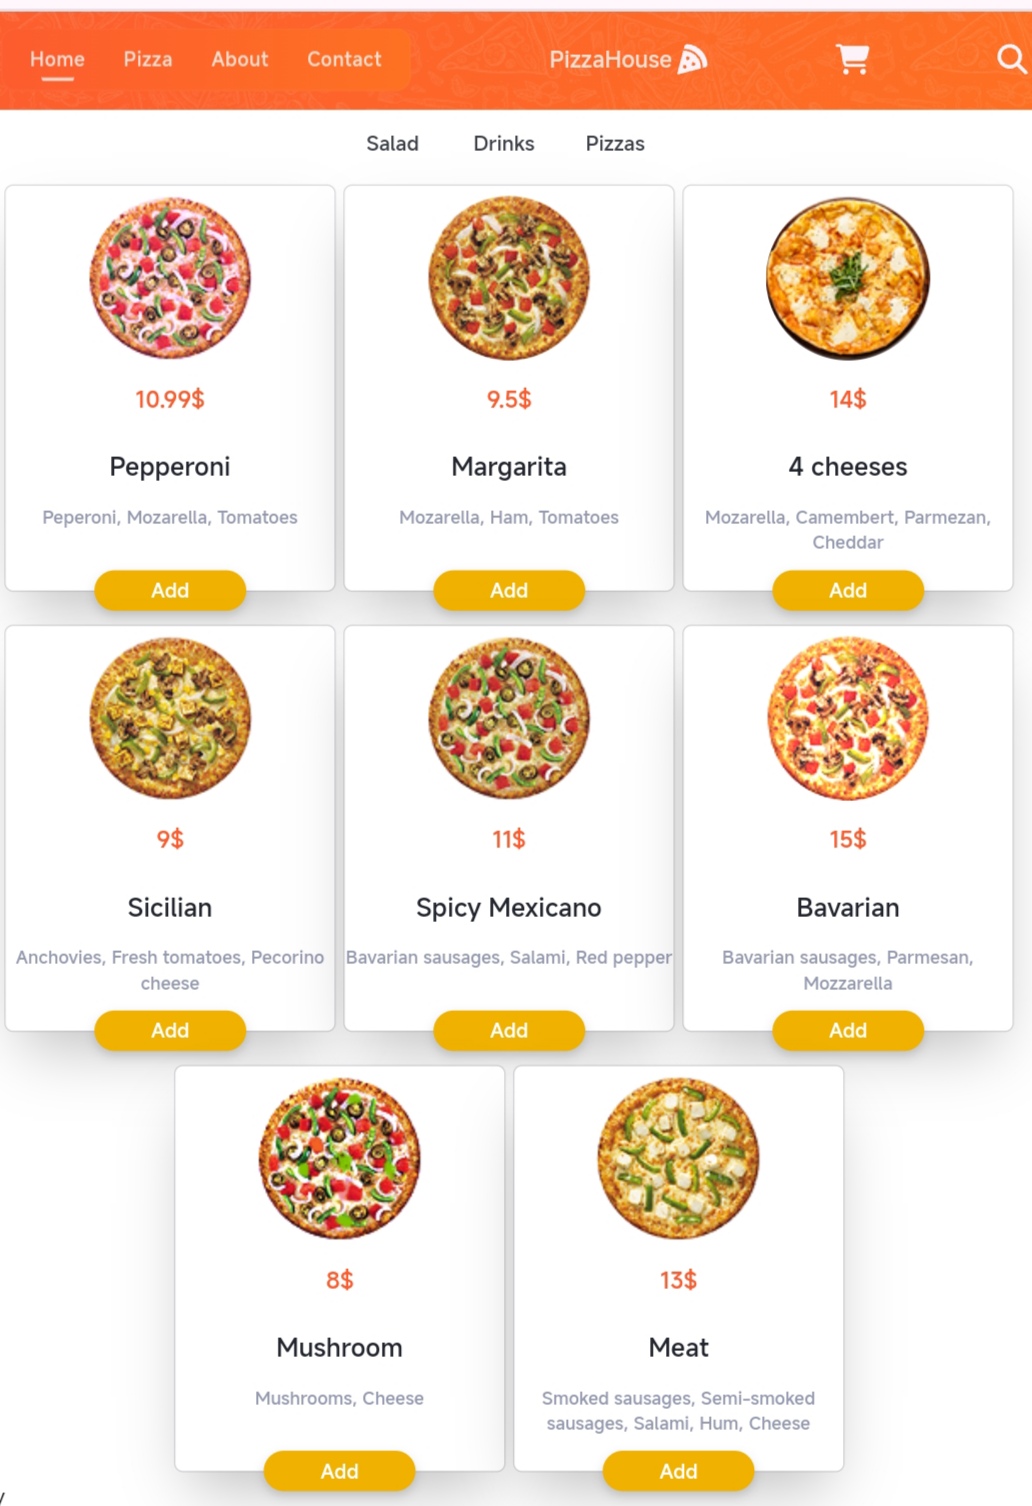 Home Pizza About Contact PizzaHouse
Salad Drinks Pizzas
10.99$
Pepperoni
Peperoni, Mozarella, Tomatoes
Add
9.5$
Margarita
Mozarella, Ham, Tomatoes
Add
14$
4 cheeses
Mozarella, Camembert, Parmezan,
Cheddar
Add
9$
Sicilian
Anchovies, Fresh tomatoes, Pecorino
cheese
Add
11$
Spicy Mexicano
Bavarian sausages, Salami, Red pepper
Add
15$
Bavarian
Bavarian sausages, Parmesan,
Mozzarella
Add
8$
Mushroom
Mushrooms, Cheese
Add
13$
Meat
Smoked sausages, Semi-smoked
sausages, Salami, Hum, Cheese
Add